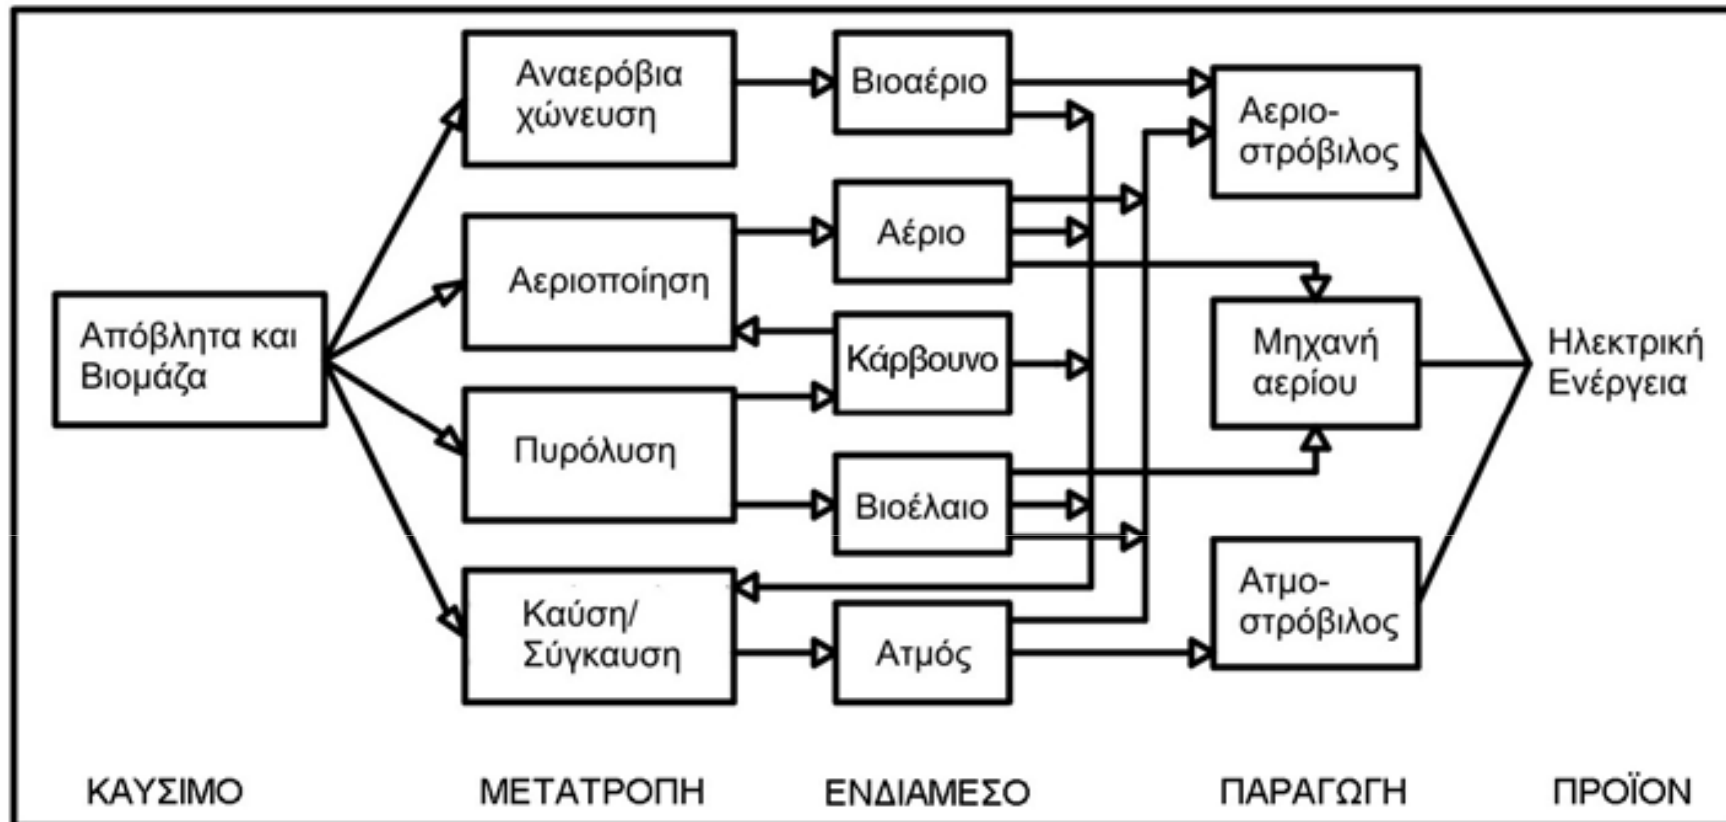 Αναερόβια
χώνευση
Βιοαέριο
Αεριο-
στρόβιλος
Αέριο
Αεριοποίηση
Απόβλητα και
Βιομάζα
Κάρβουνο
Μηχανή
αερίου
Ηλεκτρική
Ενέργεια
Πυρόλυση
Βιοέλαιο
Καύση/
Σύγκαυση
Ατμός
Ατμο-
στρόβιλος
ΚΑΥΣΙΜΟ
ΜΕΤΑΤΡΟΠΗ
ΕΝΔΙΑΜΕΣΟ
ΠΑΡΑΓΩΓΗ
ΠΡΟΪΟΝ